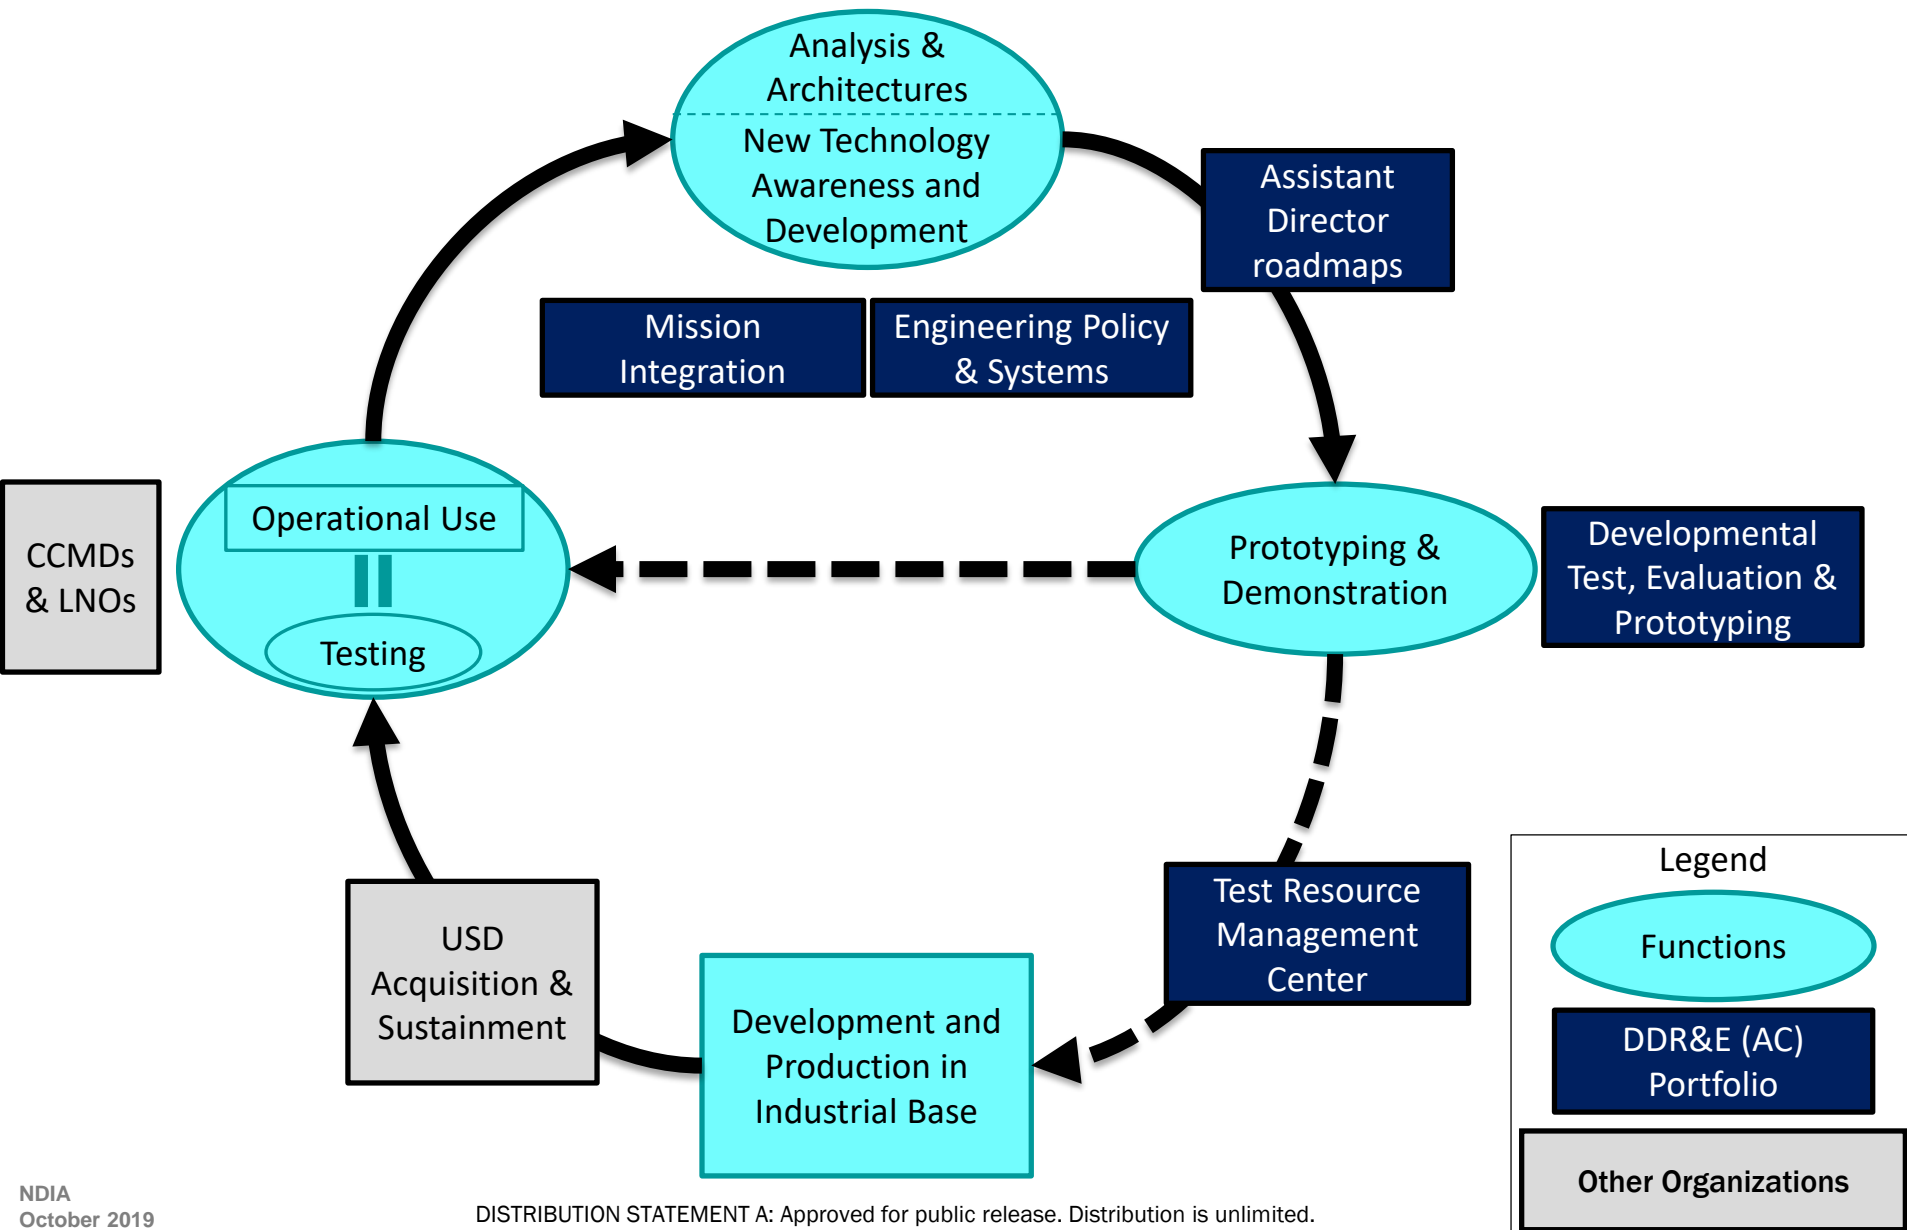 Analysis &
Architectures
New Technology
Awareness and
Development
Assistant
Director
roadmaps
Mission
Integration
Engineering Policy
& Systems
CCMDs
& LNOs
Operational Use
Testing
Prototyping &
Demonstration
Developmental
Test, Evaluation &
Prototyping
USD
Acquisition &
Sustainment
Development and
Production in
Industrial Base
Test Resource
Management
Center
Legend
Functions
DDR&E (AC)
Portfolio
Other Organizations
NDIA
October 2019
DISTRIBUTION STATEMENT A: Approved for public release. Distribution is unlimited.